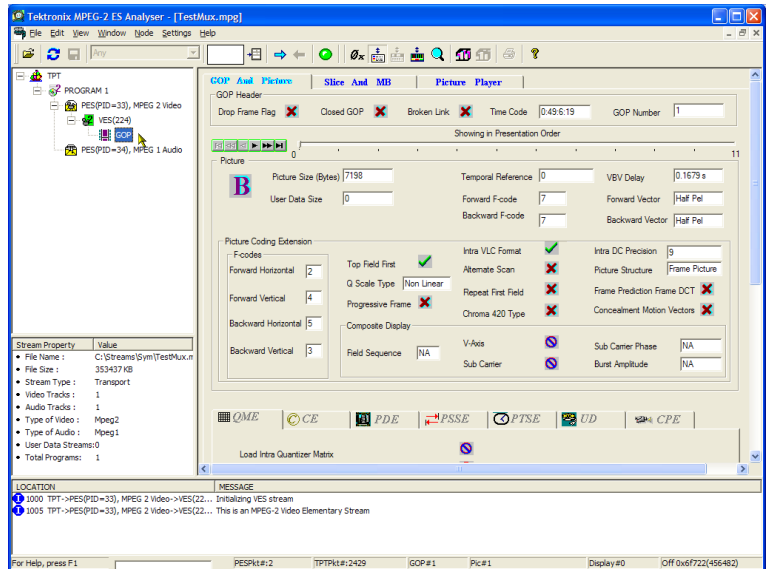 Tektronix MPEG-2 ES Analyser - [TestMux.mpg]
File Edit View Window Node Settings Help
Any
TPT
PROGRAM 1
PES(PID=33), MPEG 2 Video
VES(224)
GOP
PES(PID=34), MPEG 1 Audio
GOP And Picture Slice And MB Picture Player
GOP Header
Drop Frame Flag Closed GOP Broken Link Time Code 0:49:6:19 GOP Number 1
Showing in Presentation Order
0 11
Picture
B
Picture Size (Bytes) 7198 Temporal Reference 0 VBV Delay 0.1679 s
User Data Size 0 Forward F-code 7 Forward Vector Half Pel
Backward F-code 7 Backward Vector Half Pel
Picture Coding Extension
F-codes
Forward Horizontal 2
Forward Vertical 4
Backward Horizontal 5
Backward Vertical 3
Top Field First
Q Scale Type Non Linear
Progressive Frame
Intra VLC Format
Alternate Scan
Repeat First Field
Chroma 420 Type
Intra DC Precision 9
Picture Structure Frame Picture
Frame Prediction Frame DCT
Concealment Motion Vectors
Composite Display
Field Sequence NA
V-Axis
Sub Carrier
Sub Carrier Phase NA
Burst Amplitude NA
QME CE PDE PSSE PTSE UD CPE
Load Intra Quantizer Matrix
Stream Property Value
File Name : C:\Streams\Sym\TestMux.m
File Size : 353437 KB
Stream Type : Transport
Video Tracks : 1
Audio Tracks : 1
Type of Video : Mpeg2
Type of Audio : Mpeg1
User Data Streams:0
Total Programs: 1
LOCATION MESSAGE
1000 TPT->PES(PID=33), MPEG 2 Video->VES(22... Initializing VES stream
1005 TPT->PES(PID=33), MPEG 2 Video->VES(22... This is an MPEG-2 Video Elementary Stream
For Help, press F1 PESPkt#:2 TPTPkt#:2429 GOP#1 Pic#1 Display#0 Off 0x6f722(456482)